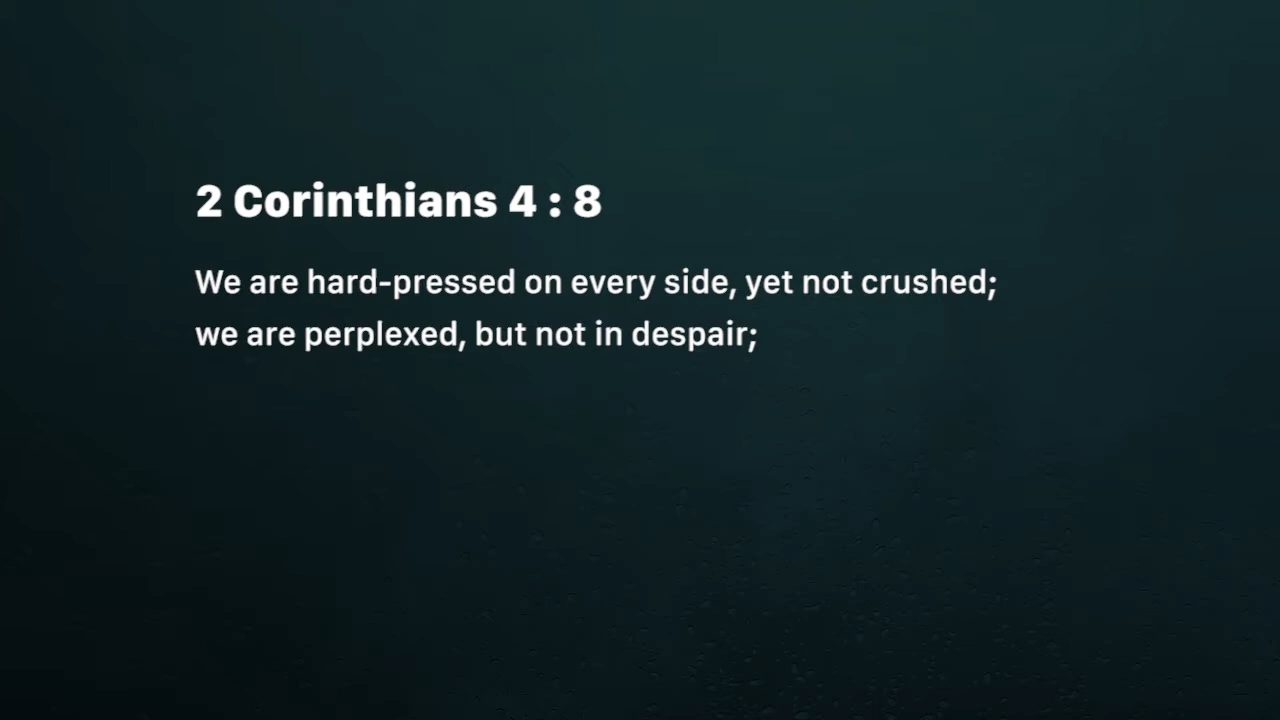 2 Corinthians 4 : 8
We are hard-pressed on every side, yet not crushed;
we are perplexed, but not in despair;